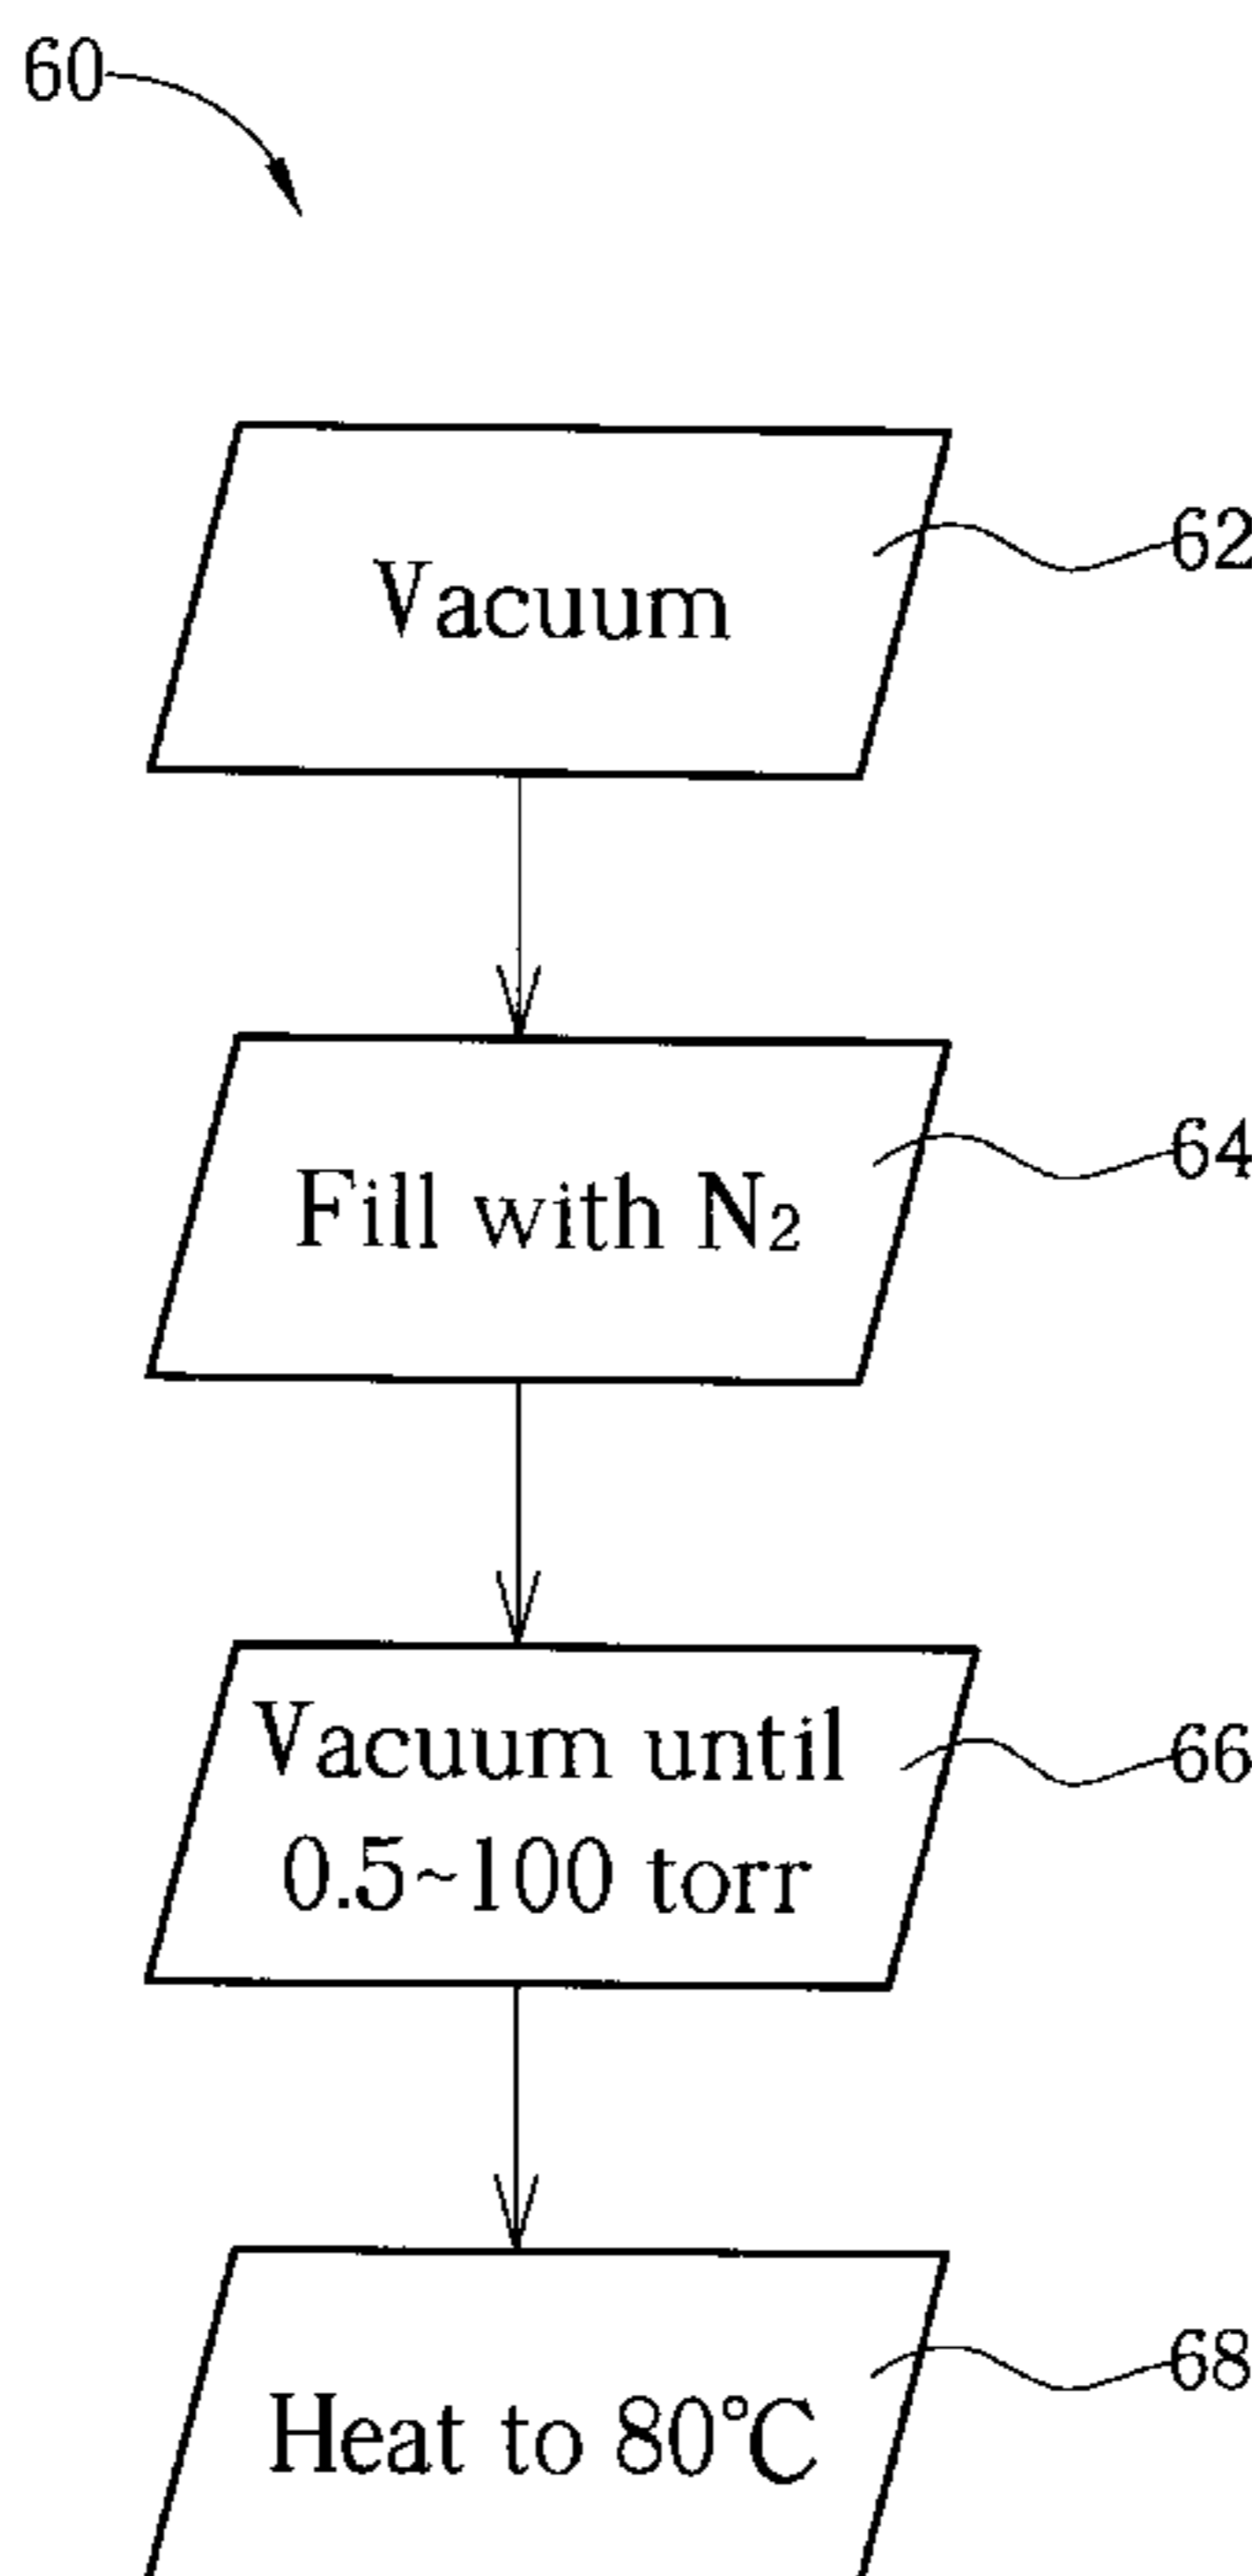 60
Vacuum
62
Fill with N₂
64
Vacuum until
0.5~100 torr
66
Heat to 80°C
68